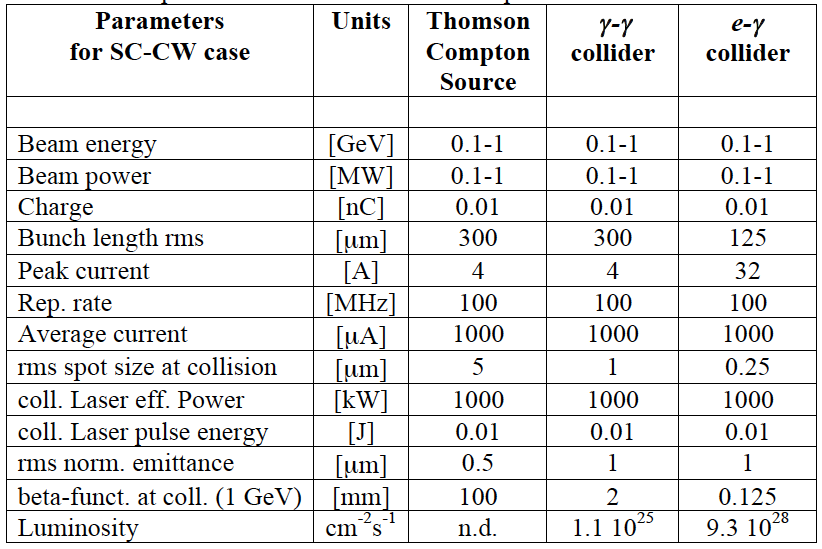 Parameters for SC-CW case | Units | Thomson Compton Source | γ-γ collider | e-γ collider
Beam energy | [GeV] | 0.1-1 | 0.1-1 | 0.1-1
Beam power | [MW] | 0.1-1 | 0.1-1 | 0.1-1
Charge | [nC] | 0.01 | 0.01 | 0.01
Bunch length rms | [μm] | 300 | 300 | 125
Peak current | [A] | 4 | 4 | 32
Rep. rate | [MHz] | 100 | 100 | 100
Average current | [μA] | 1000 | 1000 | 1000
rms spot size at collision | [μm] | 5 | 1 | 0.25
coll. Laser eff. Power | [kW] | 1000 | 1000 | 1000
coll. Laser pulse energy | [J] | 0.01 | 0.01 | 0.01
rms norm. emittance | [μm] | 0.5 | 1 | 1
beta-funct. at coll. (1 GeV) | [mm] | 100 | 2 | 0.125
Luminosity | cm⁻²s⁻¹ | n.d. | 1.1 10²⁵ | 9.3 10²⁸